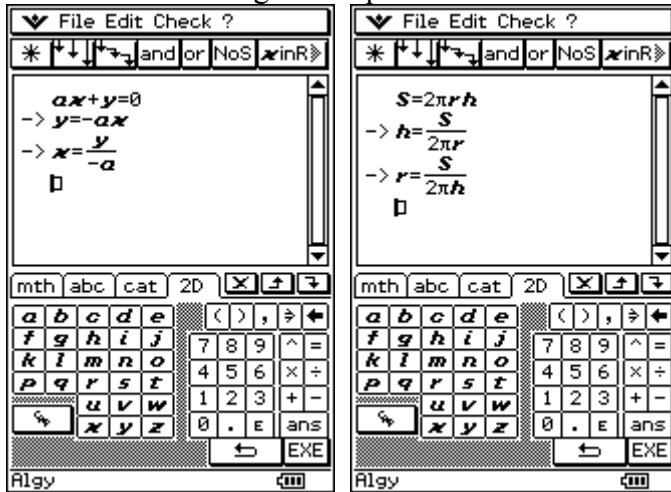 File Edit Check ?
and or NoS xinR
ax+y=0
-> y=-ax
-> x=y/-a
mth abc cat 2D
a b c d e ( ) ,
f g h i j 7 8 9 ^ =
k l m n o 4 5 6 × ÷
p q r s t 1 2 3 + −
u v w 0 . E ans
x y z EXE
Algy
File Edit Check ?
and or NoS xinR
S=2πrh
-> h=S/2πr
-> r=S/2πh
mth abc cat 2D
a b c d e ( ) ,
f g h i j 7 8 9 ^ =
k l m n o 4 5 6 × ÷
p q r s t 1 2 3 + −
u v w 0 . E ans
x y z EXE
Algy